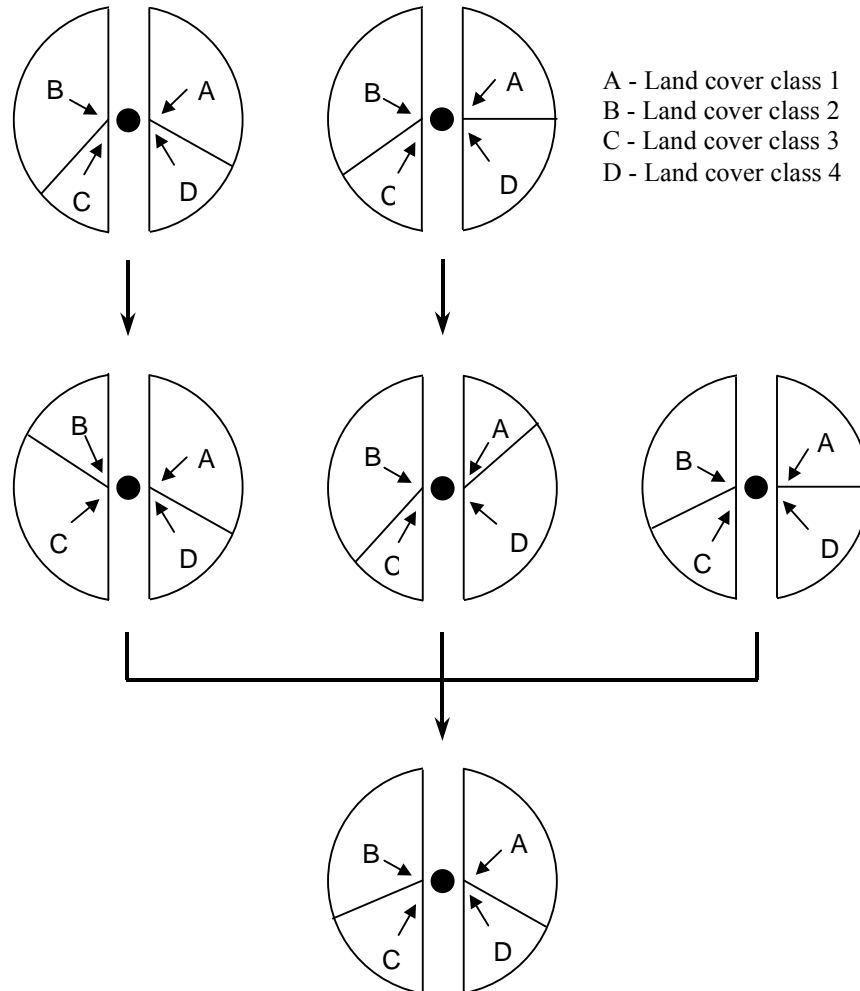 B A
C D
B A
C D
A - Land cover class 1
B - Land cover class 2
C - Land cover class 3
D - Land cover class 4
B A
C D
B A
C D
B A
C D
B A
C D